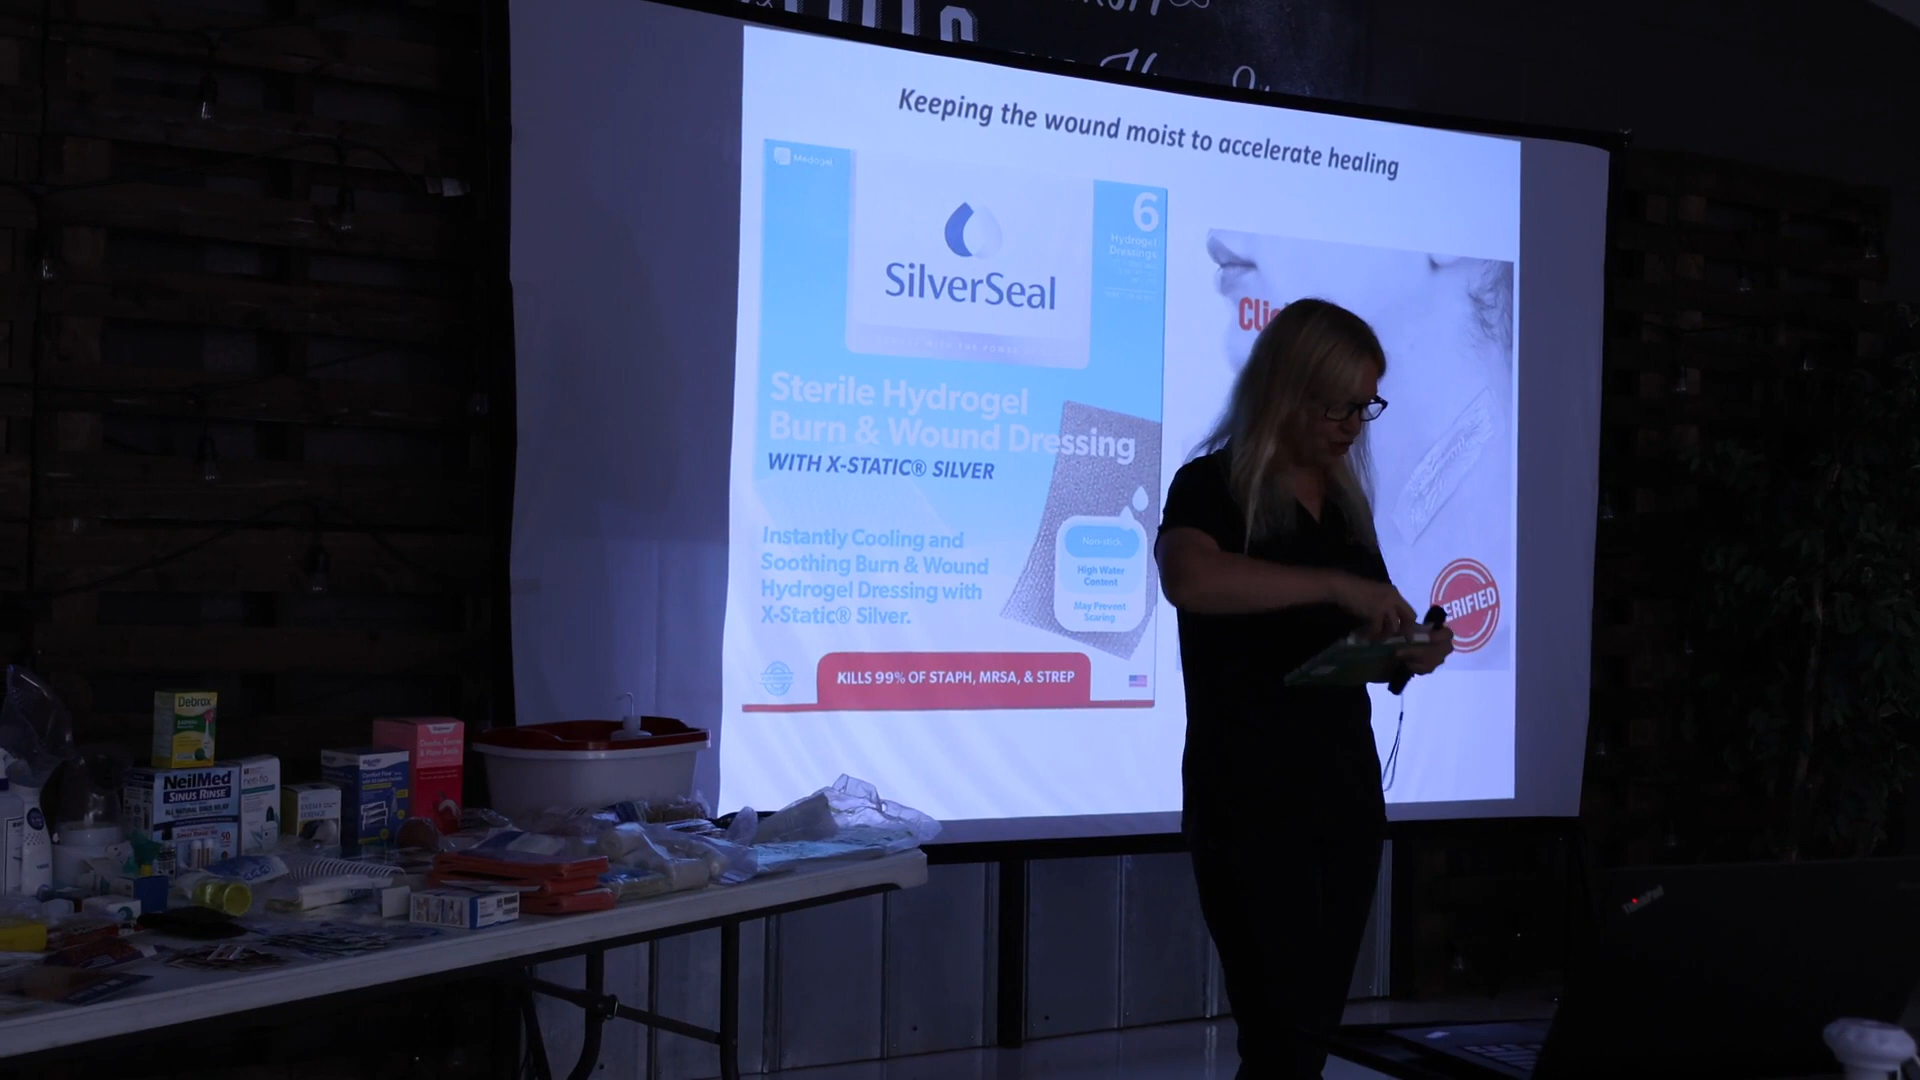 Keeping the wound moist to accelerate healing
Medogel
SilverSeal
6
Hydrogel
Dressings
Sterile Hydrogel
Burn & Wound Dressing
WITH X-STATIC® SILVER
Instantly Cooling and
Soothing Burn & Wound
Hydrogel Dressing with
X-Static® Silver.
Non-stick
High Water
Content
May Prevent
Scaring
KILLS 99% OF STAPH, MRSA, & STREP
Debrox
NeilMed
SINUS RINSE
ThinkPad